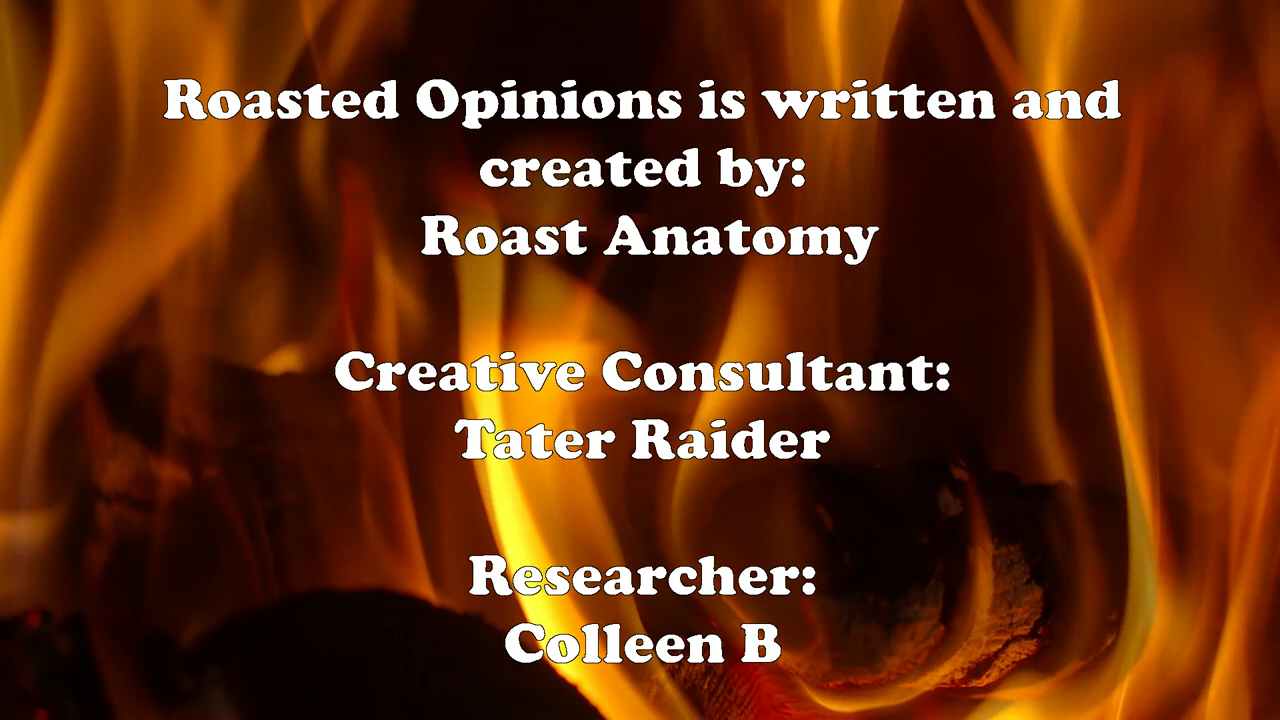 Roasted Opinions is written and
created by:
Roast Anatomy
Creative Consultant:
Tater Raider
Researcher:
Colleen B